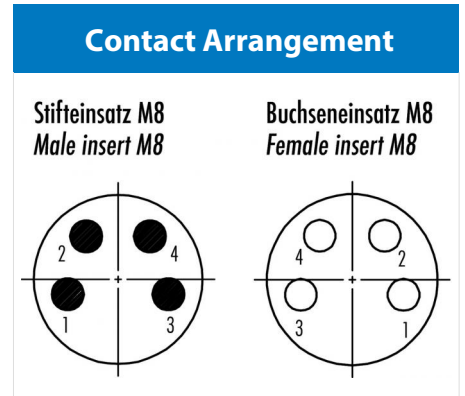 Contact Arrangement
Stifteinsatz M8
Male insert M8
2
4
1
3
Buchseneinsatz M8
Female insert M8
4
2
3
1